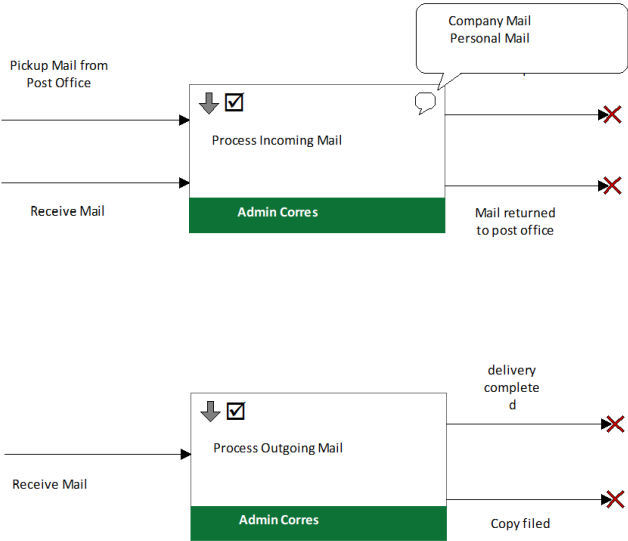 Company Mail
Personal Mail
Pickup Mail from
Post Office
Process Incoming Mail
Receive Mail
Admin Corres
Mail returned
to post office
delivery
complete
d
Process Outgoing Mail
Receive Mail
Admin Corres
Copy filed